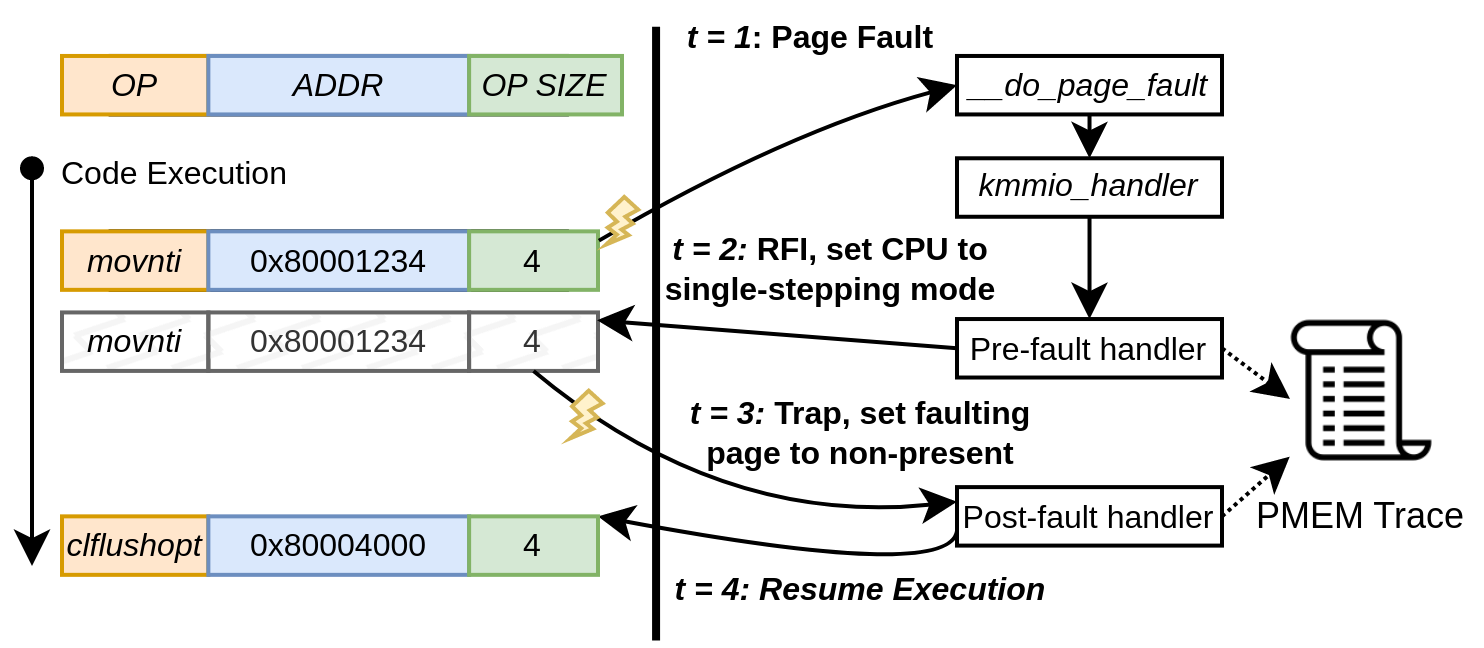 OP ADDR OP SIZE
Code Execution
movnti 0x80001234 4
movnti 0x80001234 4
clflushopt 0x80004000 4
t = 1: Page Fault
__do_page_fault
kmmio_handler
t = 2: RFI, set CPU to
single-stepping mode
Pre-fault handler
t = 3: Trap, set faulting
page to non-present
Post-fault handler
PMEM Trace
t = 4: Resume Execution